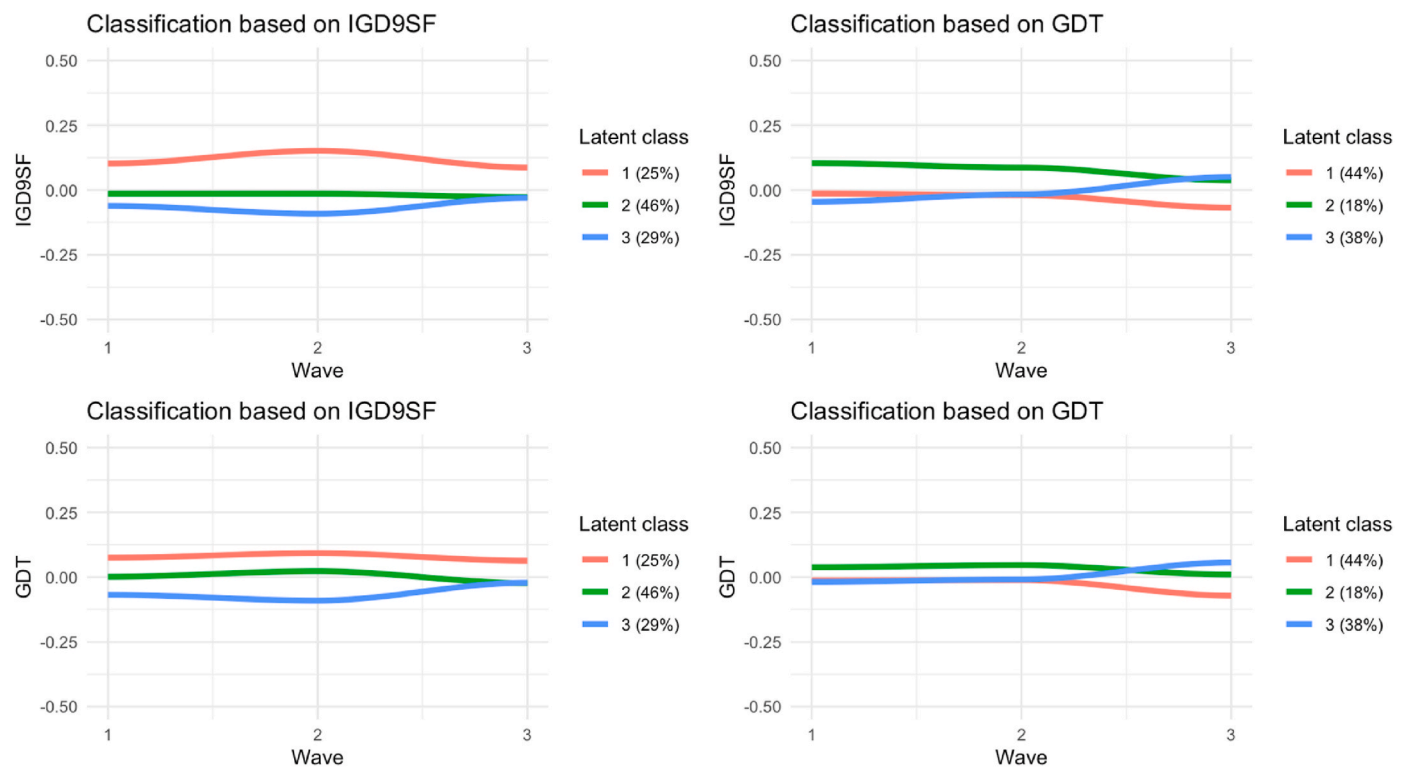 Classification based on IGD9SF
0.50
0.25
0.00
-0.25
-0.50
IGD9SF
1
2
3
Wave
Latent class
1 (25%)
2 (46%)
3 (29%)
Classification based on GDT
0.50
0.25
0.00
-0.25
-0.50
IGD9SF
1
2
3
Wave
Latent class
1 (44%)
2 (18%)
3 (38%)
Classification based on IGD9SF
0.50
0.25
0.00
-0.25
-0.50
GDT
1
2
3
Wave
Latent class
1 (25%)
2 (46%)
3 (29%)
Classification based on GDT
0.50
0.25
0.00
-0.25
-0.50
GDT
1
2
3
Wave
Latent class
1 (44%)
2 (18%)
3 (38%)